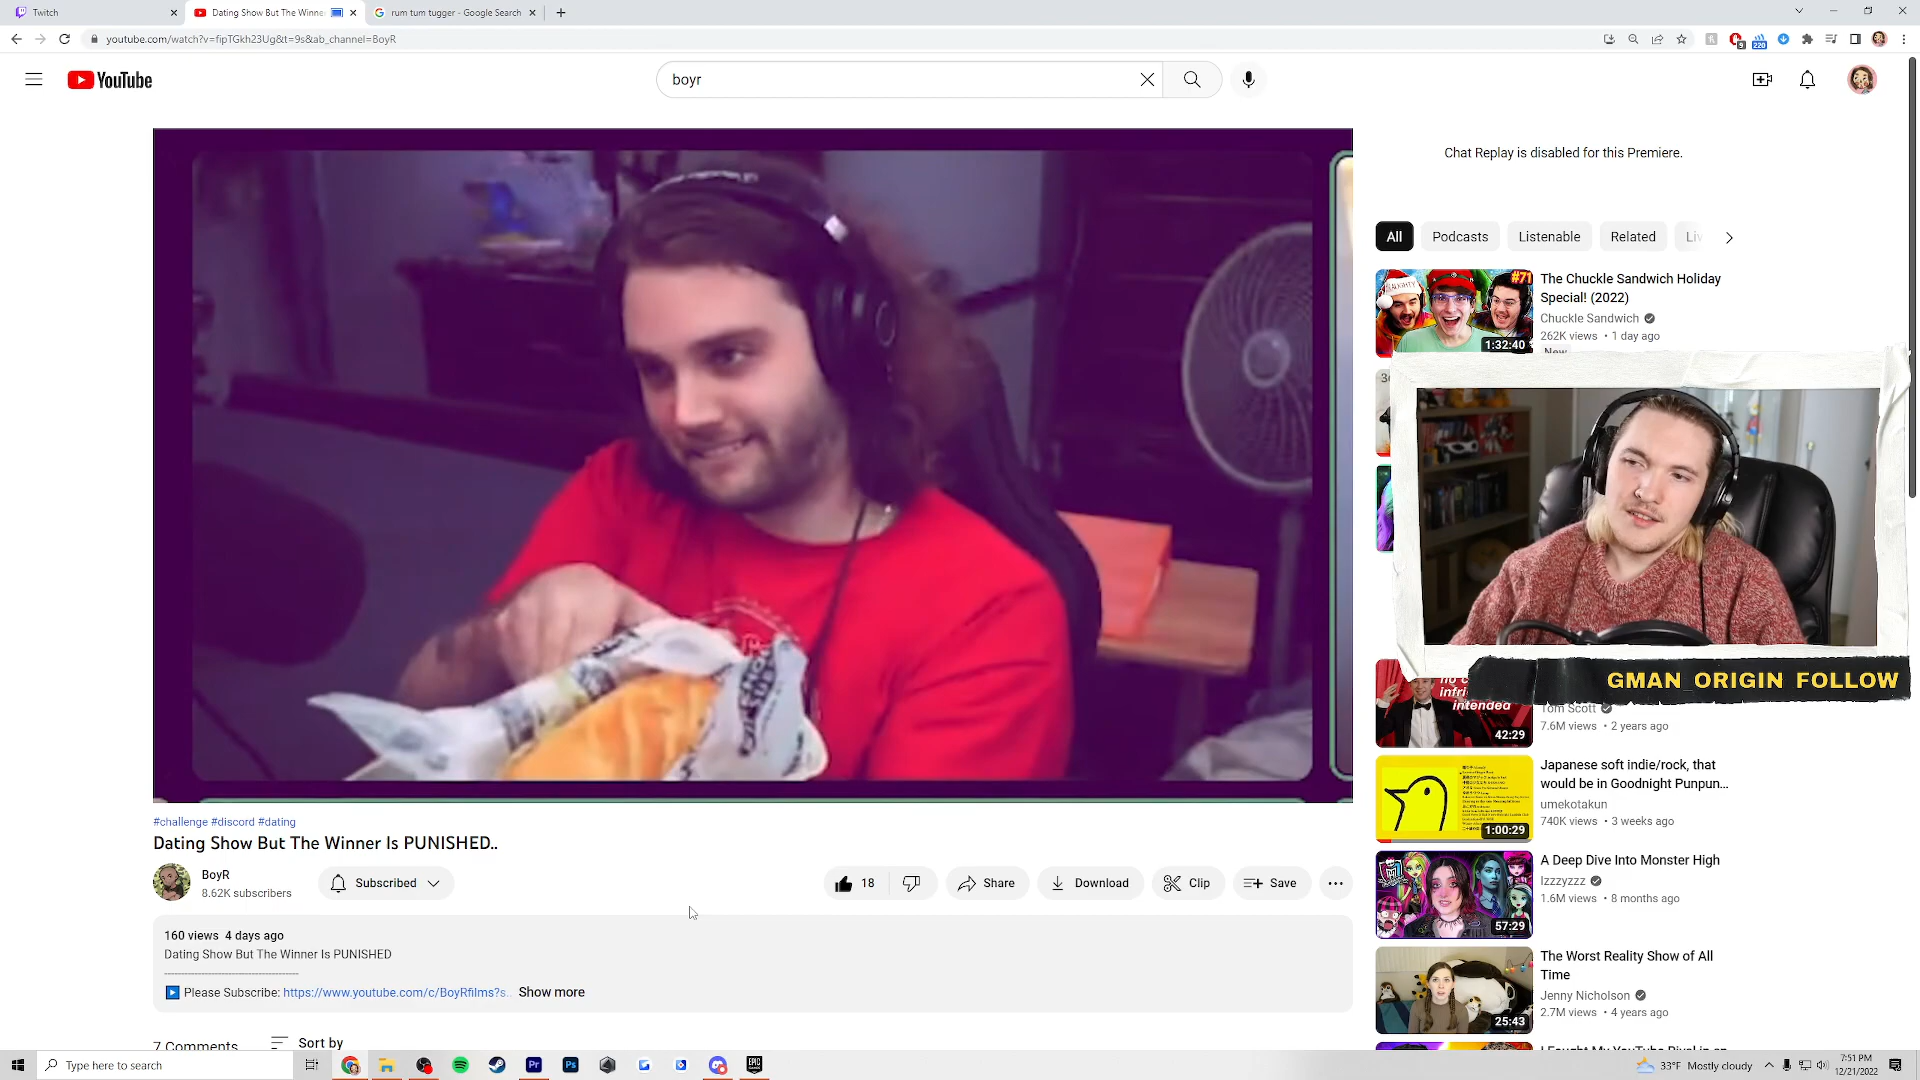 Twitch
Dating Show But The Winne
rum tum tugger - Google Search
youtube.com/watch?v=fipTGkh23Ug&t=9s&ab_channel=BoyR
9
220
YouTube
boyr
Chat Replay is disabled for this Premiere.
All
Podcasts
Listenable
Related
Liv
#71
NAUGHTY
1:32:40
The Chuckle Sandwich Holiday
Special! (2022)
Chuckle Sandwich
262K views • 1 day ago
New
GMAN_ORIGIN FOLLOW
intended
42:29
Tom Scott
7.6M views • 2 years ago
1:00:29
Japanese soft indie/rock, that
would be in Goodnight Punpun...
umekotakun
740K views • 3 weeks ago
57:29
A Deep Dive Into Monster High
Izzzyzzz
1.6M views • 8 months ago
25:43
The Worst Reality Show of All
Time
Jenny Nicholson
2.7M views • 4 years ago
#challenge #discord #dating
Dating Show But The Winner Is PUNISHED..
BoyR
8.62K subscribers
Subscribed
18
Share
Download
Clip
Save
160 views 4 days ago
Dating Show But The Winner Is PUNISHED
----------------------------------------
Please Subscribe: https://www.youtube.com/c/BoyRfilms?s...
Show more
7 Comments
Sort by
Type here to search
Pr
Ps
33°F Mostly cloudy
7:51 PM
12/21/2022